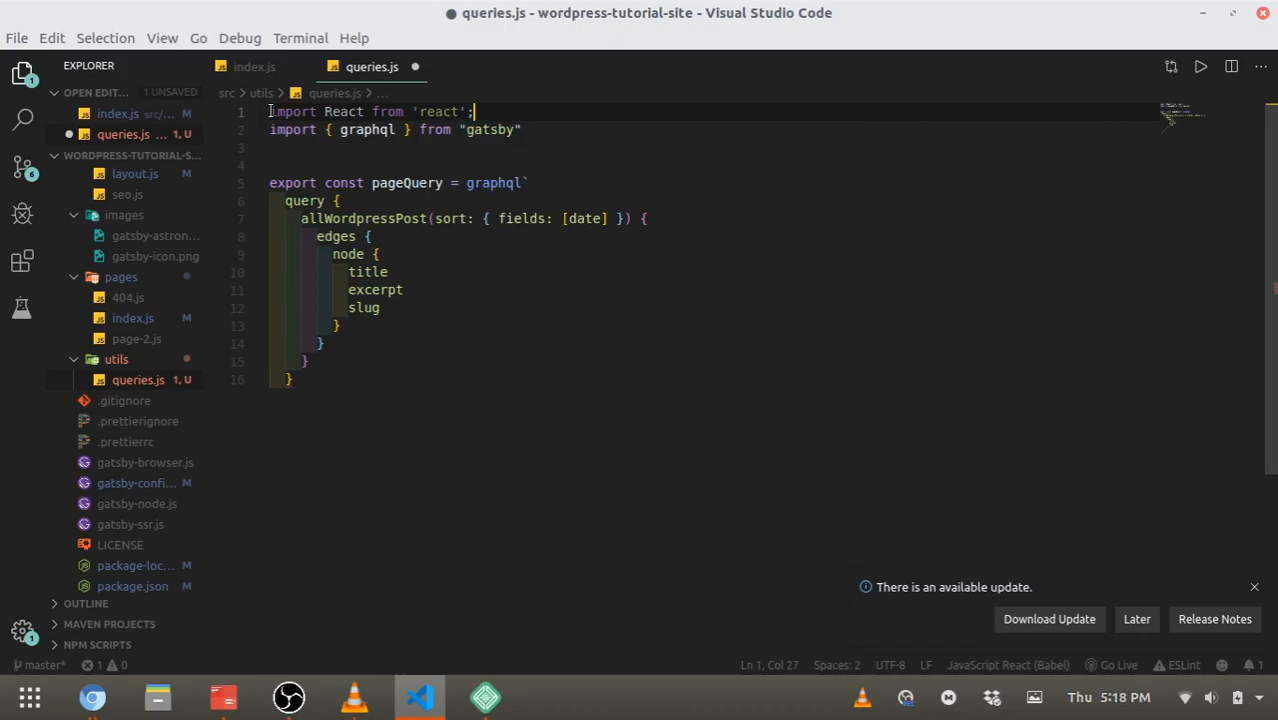 queries.js - wordpress-tutorial-site - Visual Studio Code
File Edit Selection View Go Debug Terminal Help
EXPLORER
index.js
queries.js
OPEN EDIT... 1 UNSAVED
src utils queries.js ...
index.js src/... M
queries.js ... 1, U
WORDPRESS-TUTORIAL-S...
layout.js M
seo.js
images
gatsby-astron...
gatsby-icon.png
pages
404.js
index.js M
page-2.js
utils
queries.js 1, U
.gitignore
.prettierignore
.prettierrc
gatsby-browser.js
gatsby-confi... M
gatsby-node.js
gatsby-ssr.js
LICENSE
package-loc... M
package.json M
OUTLINE
MAVEN PROJECTS
NPM SCRIPTS
1 import React from 'react';
2 import { graphql } from "gatsby"
3
4
5 export const pageQuery = graphql`
6 query {
7 allWordpressPost(sort: { fields: [date] }) {
8 edges {
9 node {
10 title
11 excerpt
12 slug
13 }
14 }
15 }
16 }
1
6
1
There is an available update.
Download Update Later Release Notes
master* 1 0 Ln 1, Col 27 Spaces: 2 UTF-8 LF JavaScript React (Babel) Go Live ESLint 1
Thu 5:18 PM